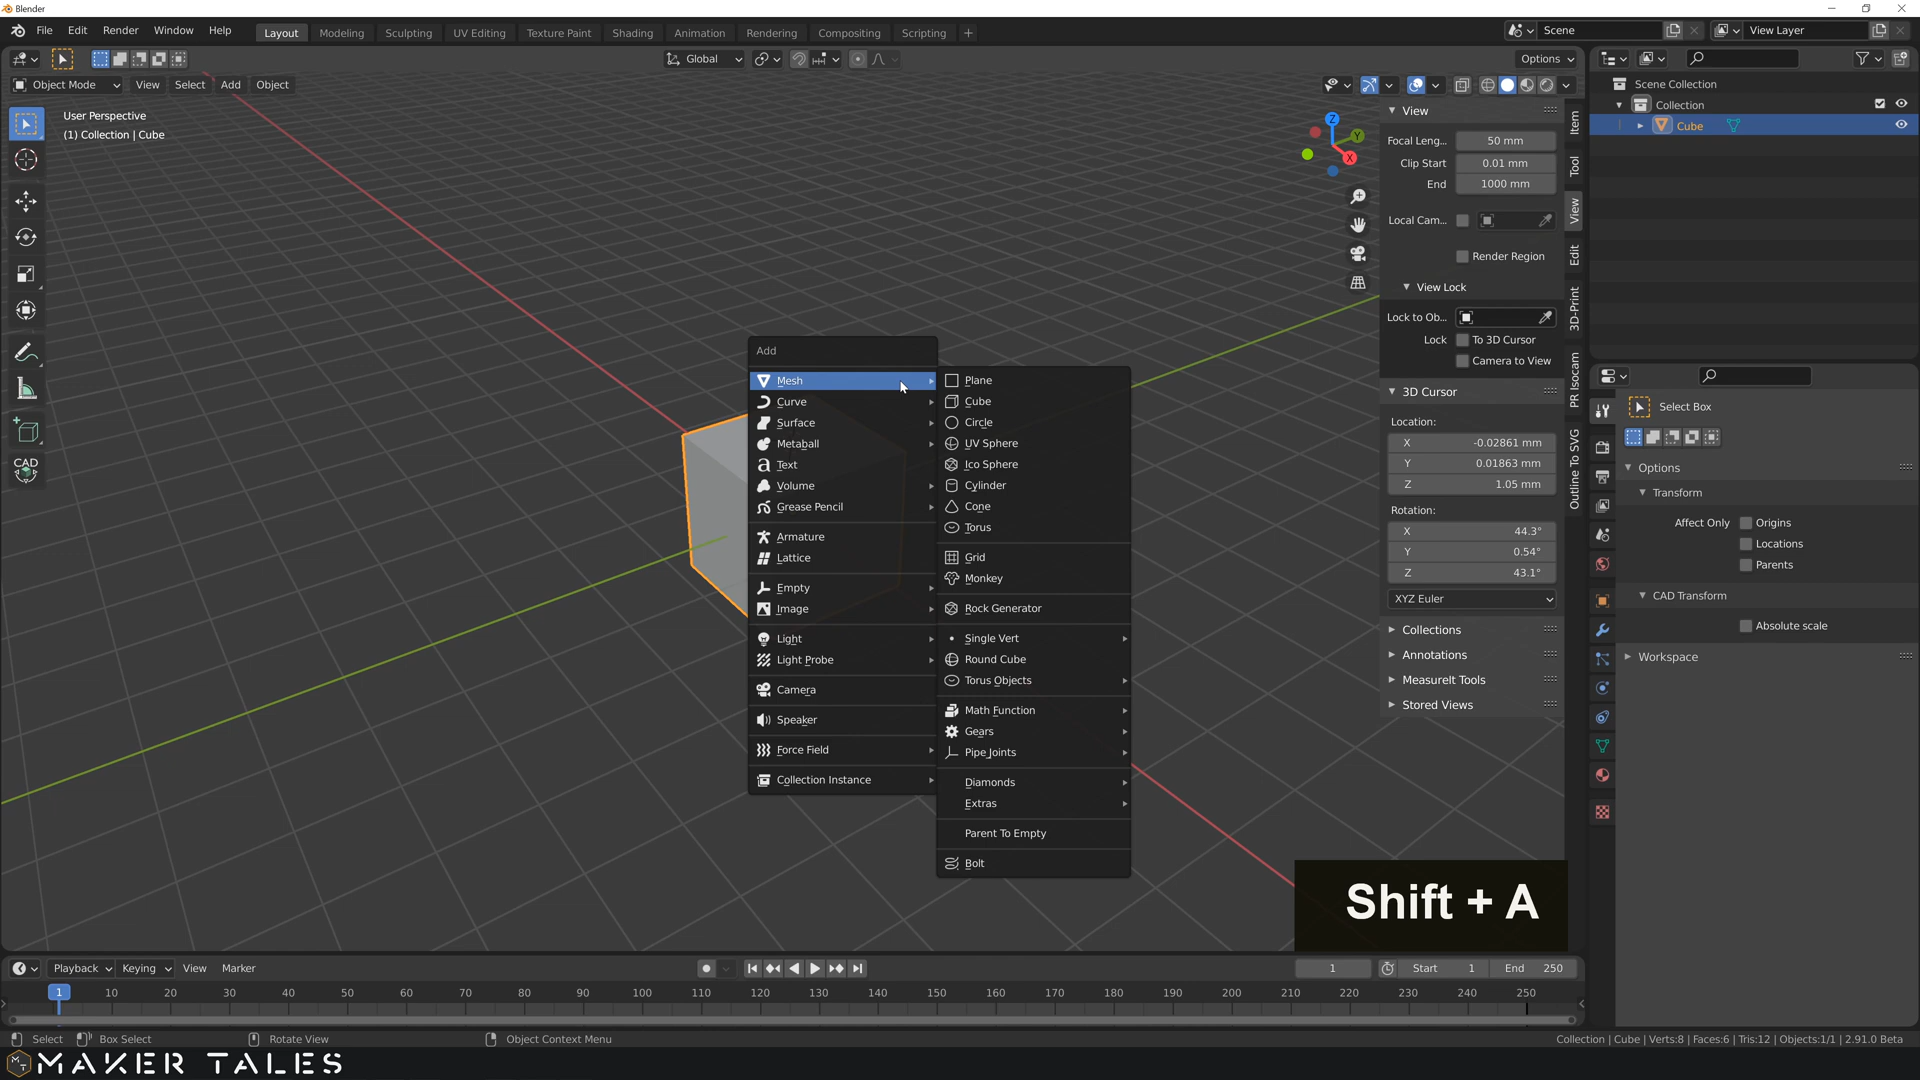 Blender
File Edit Render Window Help
Layout Modeling Sculpting UV Editing Texture Paint Shading Animation Rendering Compositing Scripting +
Scene
View Layer
Global
Options
Object Mode View Select Add Object
User Perspective
(1) Collection | Cube
Z
Y
X
CAD
View
Focal Leng... 50 mm
Clip Start 0.01 mm
End 1000 mm
Local Cam...
Render Region
View Lock
Lock to Ob...
Lock To 3D Cursor
Camera to View
3D Cursor
Location:
X -0.02861 mm
Y 0.01863 mm
Z 1.05 mm
Rotation:
X 44.3°
Y 0.54°
Z 43.1°
XYZ Euler
Collections
Annotations
MeasureIt Tools
Stored Views
Item
Tool
View
Edit
3D-Print
PR Isocam
Outline To SVG
Scene Collection
Collection
Cube
Select Box
Options
Transform
Affect Only Origins
Locations
Parents
CAD Transform
Absolute scale
Workspace
Add
Mesh
Curve
Surface
Metaball
Text
Volume
Grease Pencil
Armature
Lattice
Empty
Image
Light
Light Probe
Camera
Speaker
Force Field
Collection Instance
Plane
Cube
Circle
UV Sphere
Ico Sphere
Cylinder
Cone
Torus
Grid
Monkey
Rock Generator
Single Vert
Round Cube
Torus Objects
Math Function
Gears
Pipe Joints
Diamonds
Extras
Parent To Empty
Bolt
Shift + A
Playback Keying View Marker
1 Start 1 End 250
1 10 20 30 40 50 60 70 80 90 100 110 120 130 140 150 160 170 180 190 200 210 220 230 240 250
Select Box Select Rotate View Object Context Menu
Collection | Cube | Verts:8 | Faces:6 | Tris:12 | Objects:1/1 | 2.91.0 Beta
MT MAKER TALES